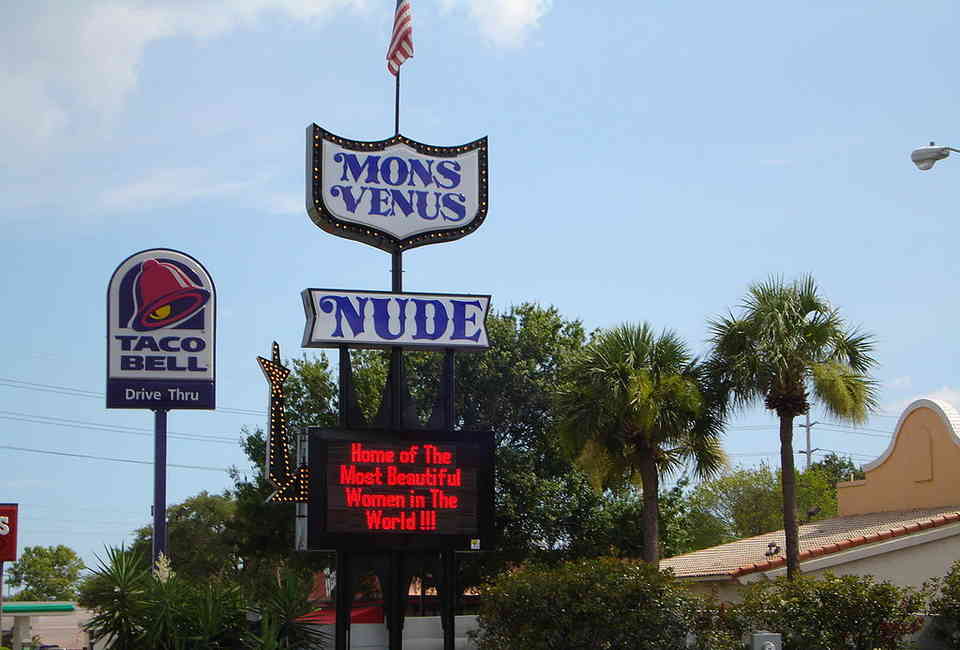 MONS
VENUS
NUDE
TACO
BELL
Drive Thru
Home of The
Most Beautiful
Women in The
World !!!
S